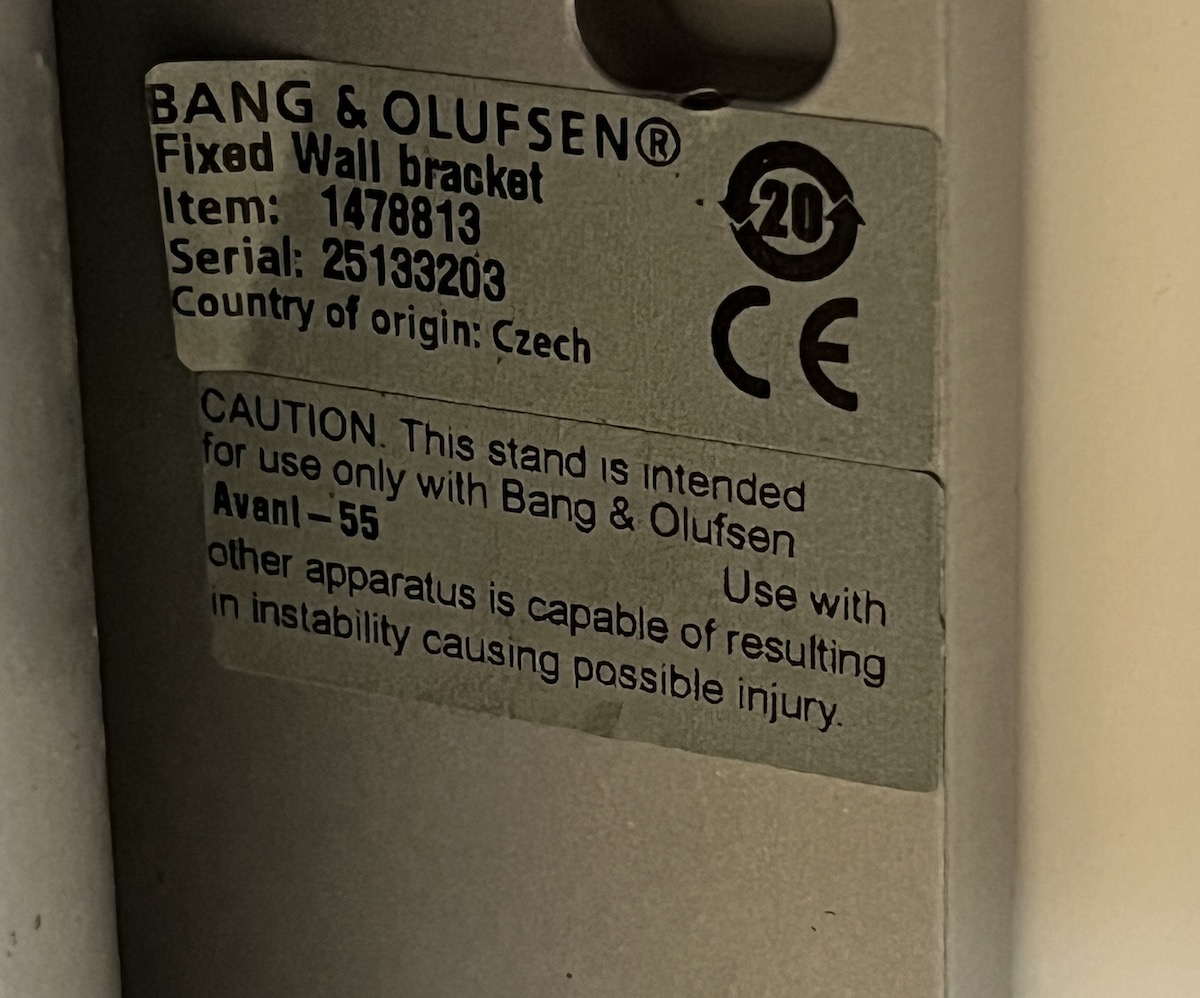 BANG & OLUFSEN®
Fixed Wall bracket
Item: 1478813
Serial: 25133203
Country of origin: Czech
20
CE
CAUTION. This stand is intended
for use only with Bang & Olufsen
Avant-55
Use with
other apparatus is capable of resulting
in instability causing possible injury.